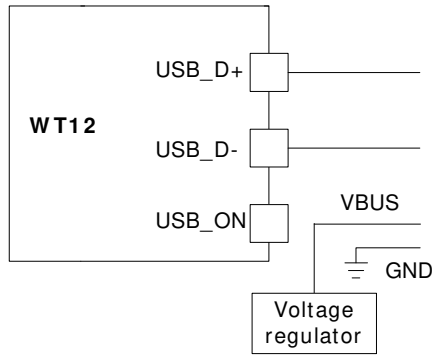 USB_D+
WT12
USB_D-
USB_ON
VBUS
GND
Voltage
regulator